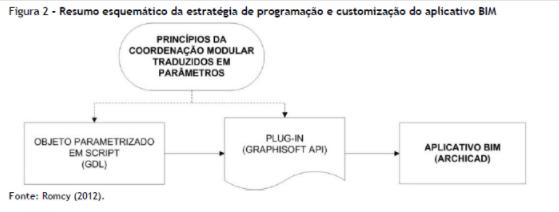 Figura 2 - Resumo esquemático da estratégia de programação e customização do aplicativo BIM
PRINCÍPIOS DA
COORDENAÇÃO MODULAR
TRADUZIDOS EM
PARÂMETROS
OBJETO PARAMETRIZADO
EM SCRIPT
(GDL)
PLUG-IN
(GRAPHISOFT API)
APLICATIVO BIM
(ARCHICAD)
Fonte: Romcy (2012).